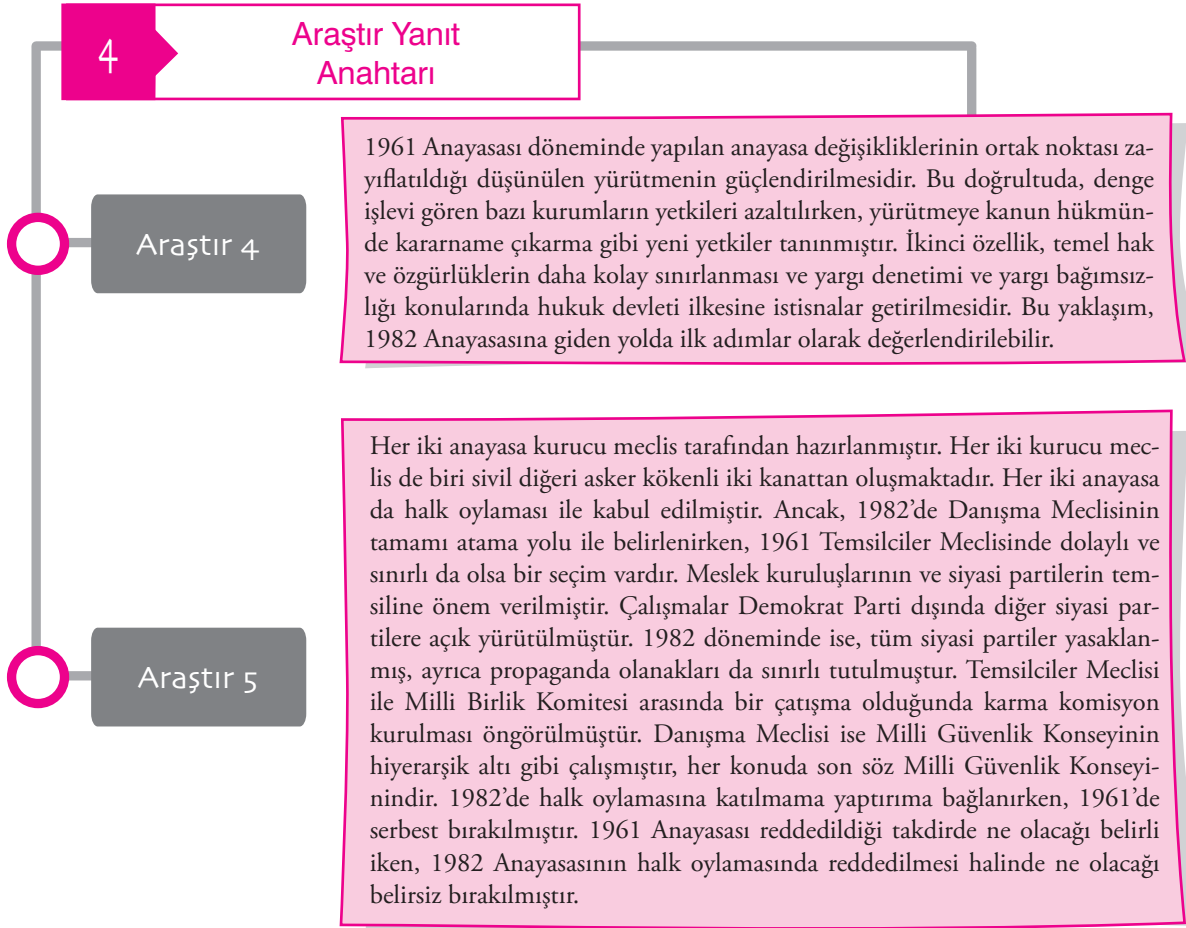 4
Araştır Yanıt
Anahtarı
Araştır 4
1961 Anayasası döneminde yapılan anayasa değişikliklerinin ortak noktası za-
yıflatıldığı düşünülen yürütmenin güçlendirilmesidir. Bu doğrultuda, denge
işlevi gören bazı kurumların yetkileri azaltılırken, yürütmeye kanun hükmün-
de kararname çıkarma gibi yeni yetkiler tanınmıştır. İkinci özellik, temel hak
ve özgürlüklerin daha kolay sınırlanması ve yargı denetimi ve yargı bağımsız-
lığı konularında hukuk devleti ilkesine istisnalar getirilmesidir. Bu yaklaşım,
1982 Anayasasına giden yolda ilk adımlar olarak değerlendirilebilir.
Araştır 5
Her iki anayasa kurucu meclis tarafından hazırlanmıştır. Her iki kurucu mec-
lis de biri sivil diğeri asker kökenli iki kanattan oluşmaktadır. Her iki anayasa
da halk oylaması ile kabul edilmiştir. Ancak, 1982’de Danışma Meclisinin
tamamı atama yolu ile belirlenirken, 1961 Temsilciler Meclisinde dolaylı ve
sınırlı da olsa bir seçim vardır. Meslek kuruluşlarının ve siyasi partilerin tem-
siline önem verilmiştir. Çalışmalar Demokrat Parti dışında diğer siyasi par-
tilere açık yürütülmüştür. 1982 döneminde ise, tüm siyasi partiler yasaklan-
mış, ayrıca propaganda olanakları da sınırlı tutulmuştur. Temsilciler Meclisi
ile Milli Birlik Komitesi arasında bir çatışma olduğunda karma komisyon
kurulması öngörülmüştür. Danışma Meclisi ise Milli Güvenlik Konseyinin
hiyerarşik altı gibi çalışmıştır, her konuda son söz Milli Güvenlik Konseyi-
nindir. 1982’de halk oylamasına katılmama yaptırıma bağlanırken, 1961’de
serbest bırakılmıştır. 1961 Anayasası reddedildiği takdirde ne olacağı belirli
iken, 1982 Anayasasının halk oylamasında reddedilmesi halinde ne olacağı
belirsiz bırakılmıştır.